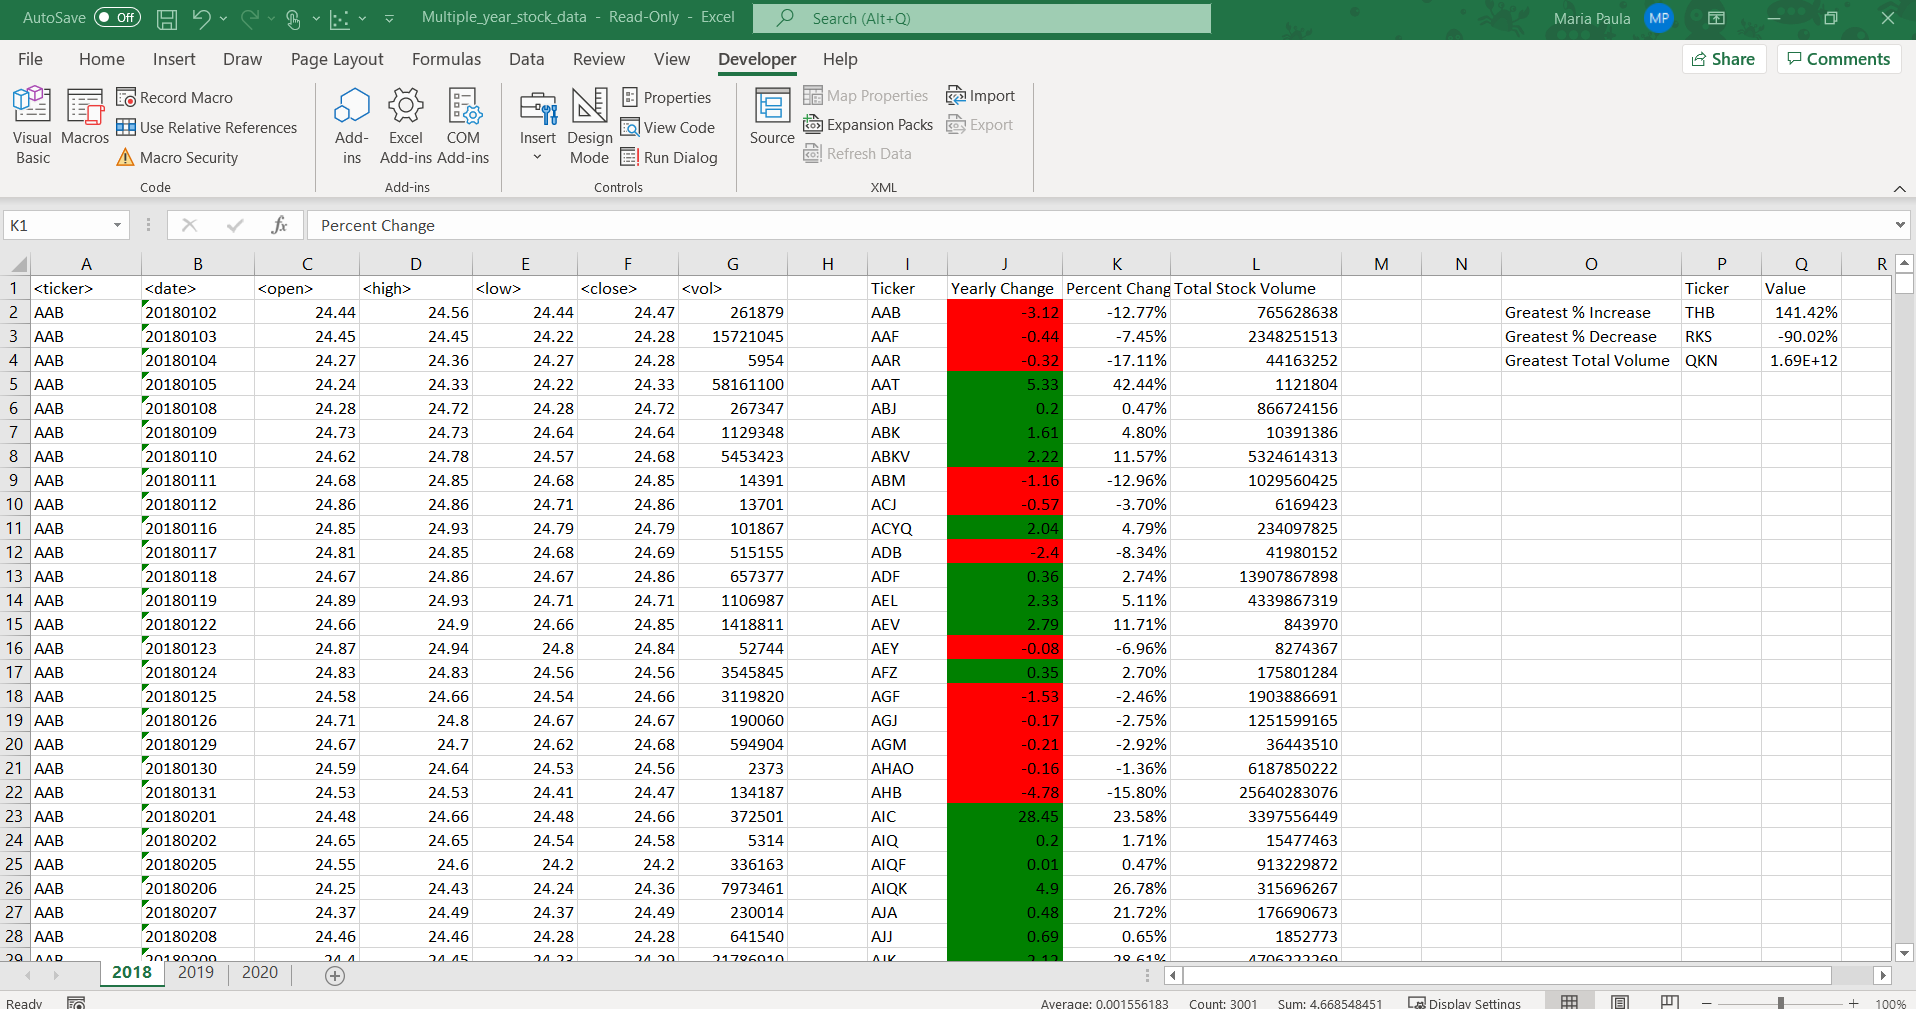 AutoSave Off Multiple_year_stock_data - Read-Only - Excel Search (Alt+Q) Maria Paula MP
File Home Insert Draw Page Layout Formulas Data Review View Developer Help Share Comments
Visual Basic
Macros
Record Macro
Use Relative References
Macro Security
Code
Add-ins
Excel Add-ins
COM Add-ins
Add-ins
Insert
Design Mode
Properties
View Code
Run Dialog
Controls
Source
Map Properties
Expansion Packs
Refresh Data
Import
Export
XML
K1 fx Percent Change
A B C D E F G H I J K L M N O P Q R
1 <ticker> <date> <open> <high> <low> <close> <vol> Ticker Yearly Change Percent Chang Total Stock Volume Ticker Value
2 AAB 20180102 24.44 24.56 24.44 24.47 261879 AAB -3.12 -12.77% 765628638 Greatest % Increase THB 141.42%
3 AAB 20180103 24.45 24.45 24.22 24.28 15721045 AAF -0.44 -7.45% 2348251513 Greatest % Decrease RKS -90.02%
4 AAB 20180104 24.27 24.36 24.27 24.28 5954 AAR -0.32 -17.11% 44163252 Greatest Total Volume QKN 1.69E+12
5 AAB 20180105 24.24 24.33 24.22 24.33 58161100 AAT 5.33 42.44% 1121804
6 AAB 20180108 24.28 24.72 24.28 24.72 267347 ABJ 0.2 0.47% 866724156
7 AAB 20180109 24.73 24.73 24.64 24.64 1129348 ABK 1.61 4.80% 10391386
8 AAB 20180110 24.62 24.78 24.57 24.68 5453423 ABKV 2.22 11.57% 5324614313
9 AAB 20180111 24.68 24.85 24.68 24.85 14391 ABM -1.16 -12.96% 1029560425
10 AAB 20180112 24.86 24.86 24.71 24.86 13701 ACJ -0.57 -3.70% 6169423
11 AAB 20180116 24.85 24.93 24.79 24.79 101867 ACYQ 2.04 4.79% 234097825
12 AAB 20180117 24.81 24.85 24.68 24.69 515155 ADB -2.4 -8.34% 41980152
13 AAB 20180118 24.67 24.86 24.67 24.86 657377 ADF 0.36 2.74% 13907867898
14 AAB 20180119 24.89 24.93 24.71 24.71 1106987 AEL 2.33 5.11% 4339867319
15 AAB 20180122 24.66 24.9 24.66 24.85 1418811 AEV 2.79 11.71% 843970
16 AAB 20180123 24.87 24.94 24.8 24.84 52744 AEY -0.08 -6.96% 8274367
17 AAB 20180124 24.83 24.83 24.56 24.56 3545845 AFZ 0.35 2.70% 175801284
18 AAB 20180125 24.58 24.66 24.54 24.66 3119820 AGF -1.53 -2.46% 1903886691
19 AAB 20180126 24.71 24.8 24.67 24.67 190060 AGJ -0.17 -2.75% 1251599165
20 AAB 20180129 24.67 24.7 24.62 24.68 594904 AGM -0.21 -2.92% 36443510
21 AAB 20180130 24.59 24.64 24.53 24.56 2373 AHAO -0.16 -1.36% 6187850222
22 AAB 20180131 24.53 24.53 24.41 24.47 134187 AHB -4.78 -15.80% 25640283076
23 AAB 20180201 24.48 24.66 24.48 24.66 372501 AIC 28.45 23.58% 3397556449
24 AAB 20180202 24.65 24.65 24.54 24.58 5314 AIQ 0.2 1.71% 15477463
25 AAB 20180205 24.55 24.6 24.2 24.2 336163 AIQF 0.01 0.47% 913229872
26 AAB 20180206 24.25 24.43 24.24 24.36 7973461 AIQK 4.9 26.78% 315696267
27 AAB 20180207 24.37 24.49 24.37 24.49 230014 AJA 0.48 21.72% 176690673
28 AAB 20180208 24.46 24.46 24.28 24.28 641540 AJJ 0.69 0.65% 1852773
29 AAB 20180209 24.4 24.45 24.23 24.29 21786910 AJK 2.12 28.61% 4706222269
2018 2019 2020
Ready Average: 0.001556183 Count: 3001 Sum: 4.668548451 Display Settings 100%